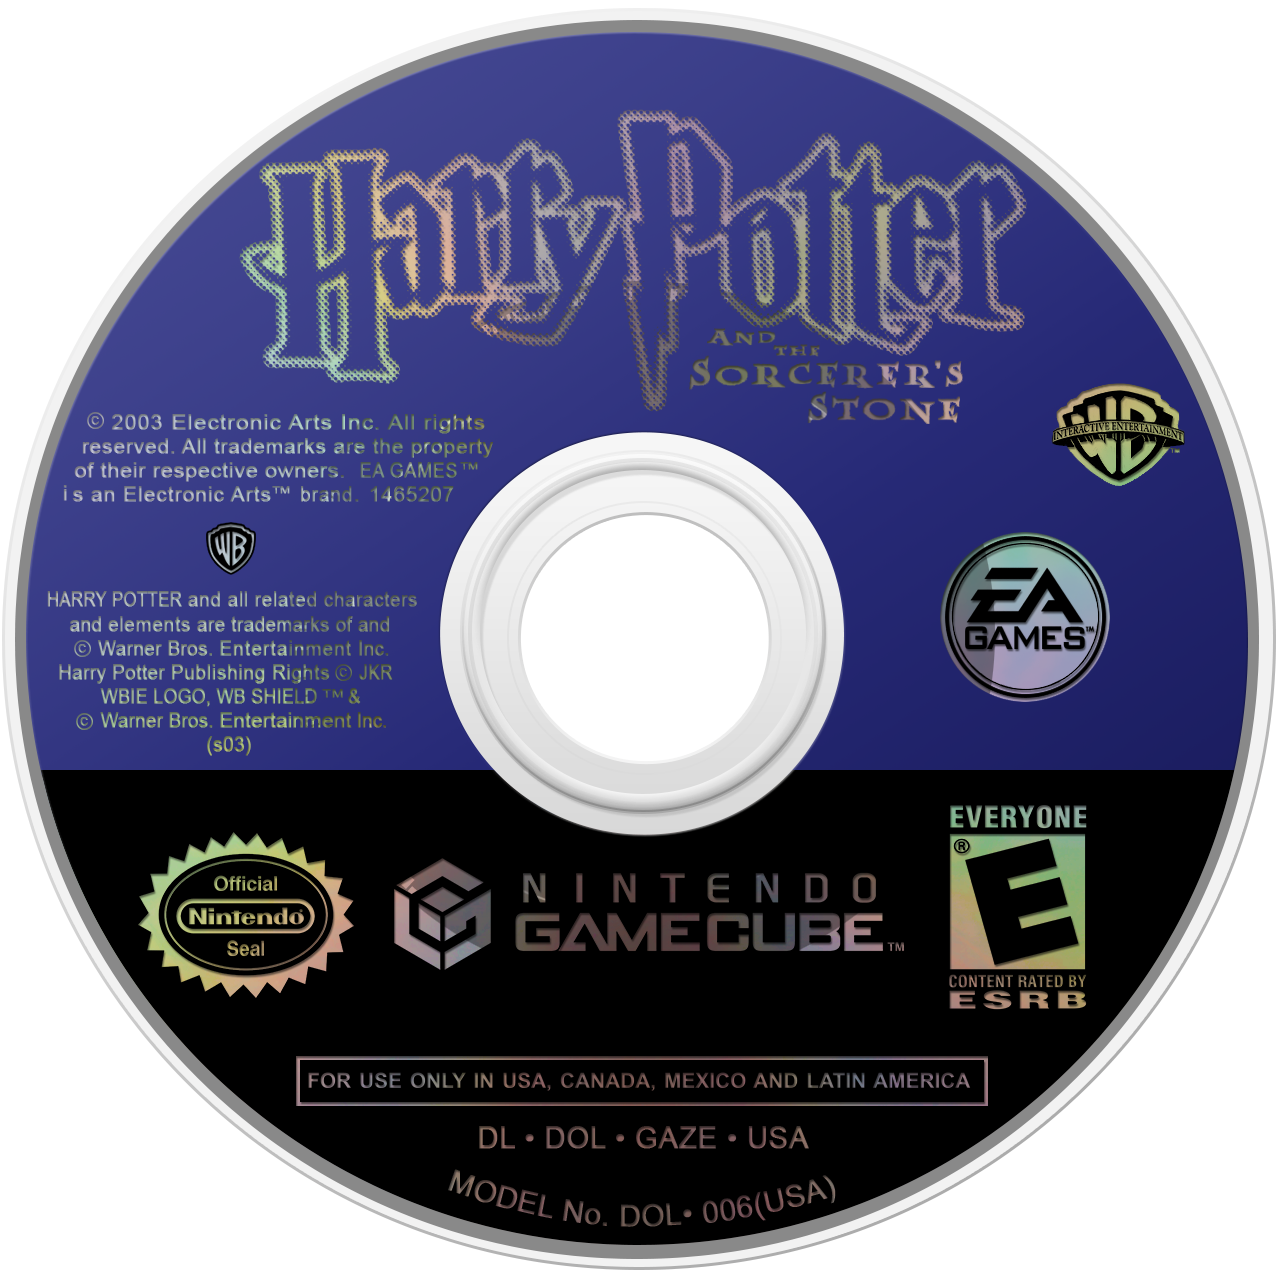 Harry Potter
AND THE
SORCERER'S
STONE
© 2003 Electronic Arts Inc. All rights
reserved. All trademarks are the property
of their respective owners. EA GAMES™
is an Electronic Arts™ brand. 1465207
WB
INTERACTIVE ENTERTAINMENT
™
WB
EA
GAMES™
HARRY POTTER and all related characters
and elements are trademarks of and
© Warner Bros. Entertainment Inc.
Harry Potter Publishing Rights © JKR
WBIE LOGO, WB SHIELD ™ &
© Warner Bros. Entertainment Inc.
(s03)
EVERYONE
®
E
CONTENT RATED BY
ESRB
Official
Nintendo®
Seal
NINTENDO
GAMECUBE™
FOR USE ONLY IN USA, CANADA, MEXICO AND LATIN AMERICA
DL • DOL • GAZE • USA
MODEL No. DOL• 006(USA)